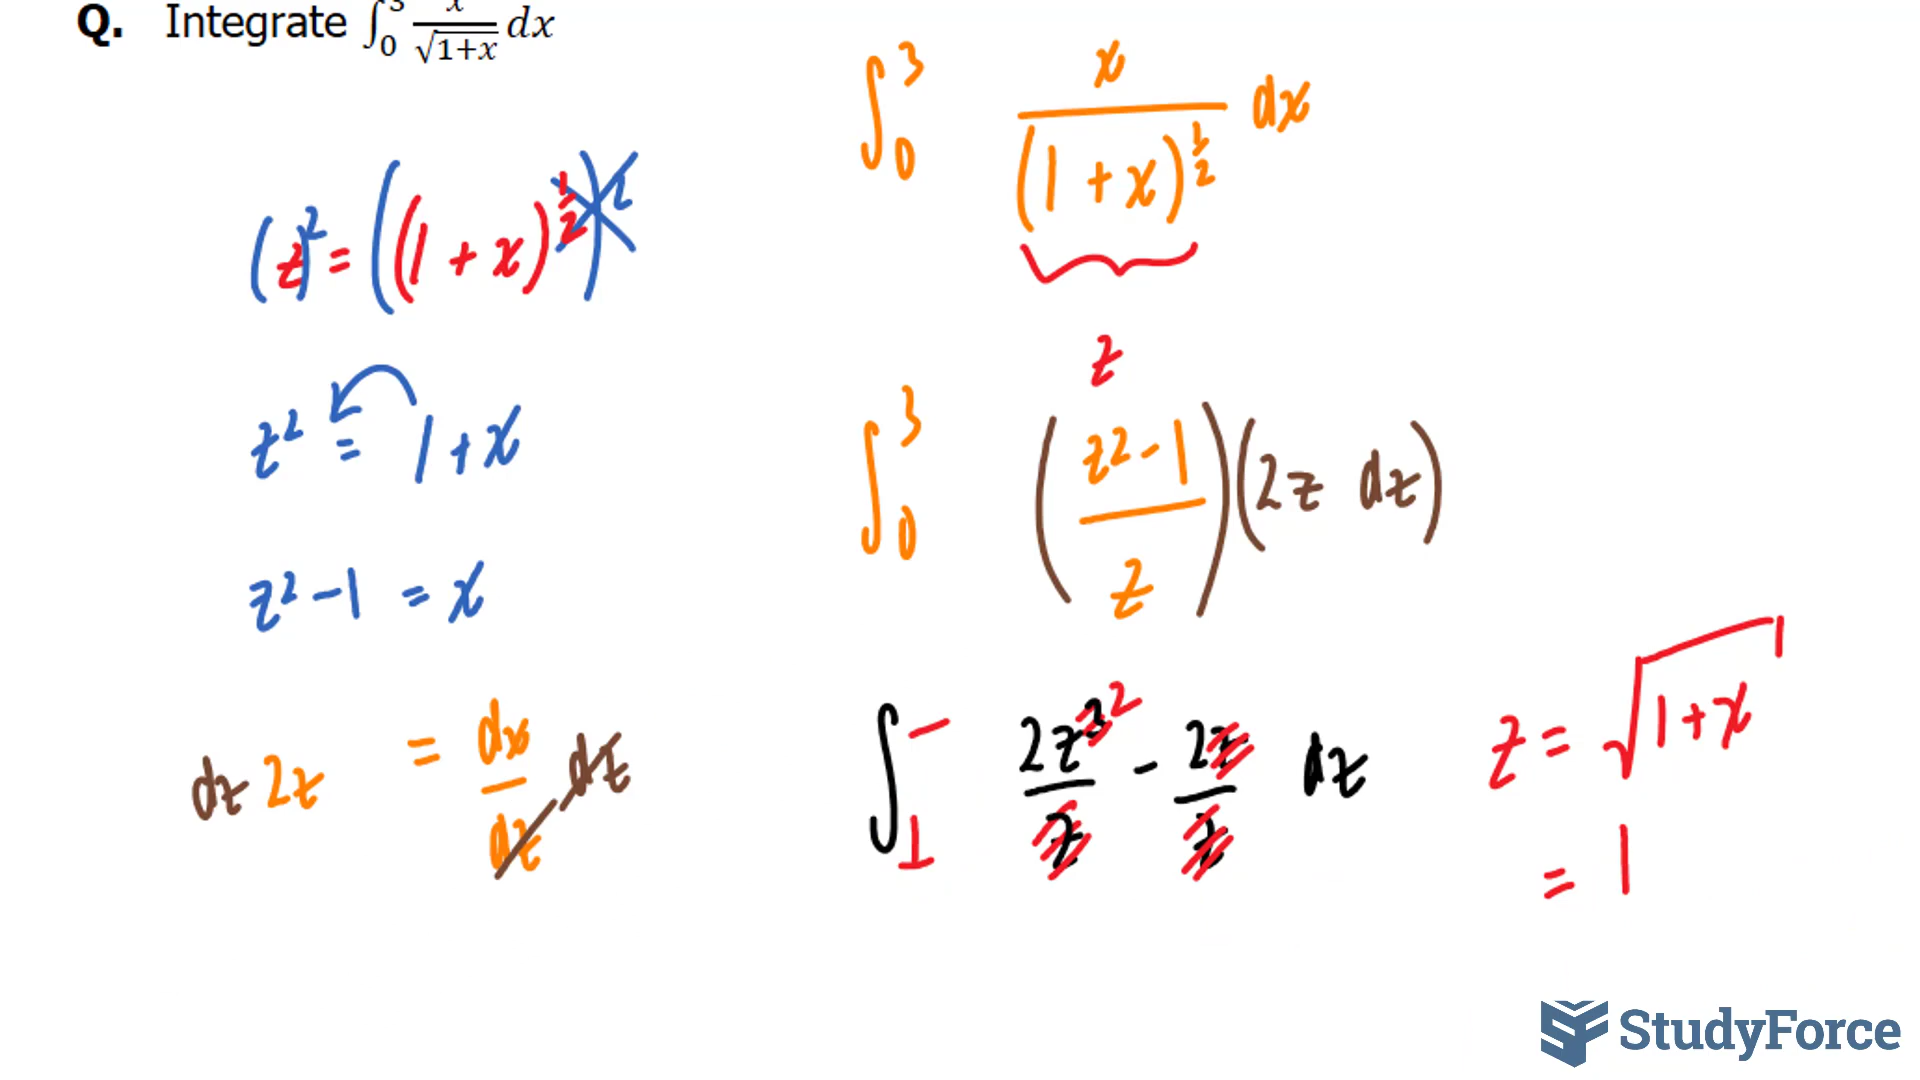 Q. Integrate ∫₀³ x/√(1+x) dx
∫₀³ x/(1+x)^(1/2) dx
z
(z)² = ((1+x)^(1/2))²
z² = 1+x
z²-1 = x
dz 2z = dx/dz dz
∫₀³ ((z²-1)/z)(2z dz)
∫₁ 2z³/z ² - 2z/z dz
z = √(1+x)
= 1
StudyForce